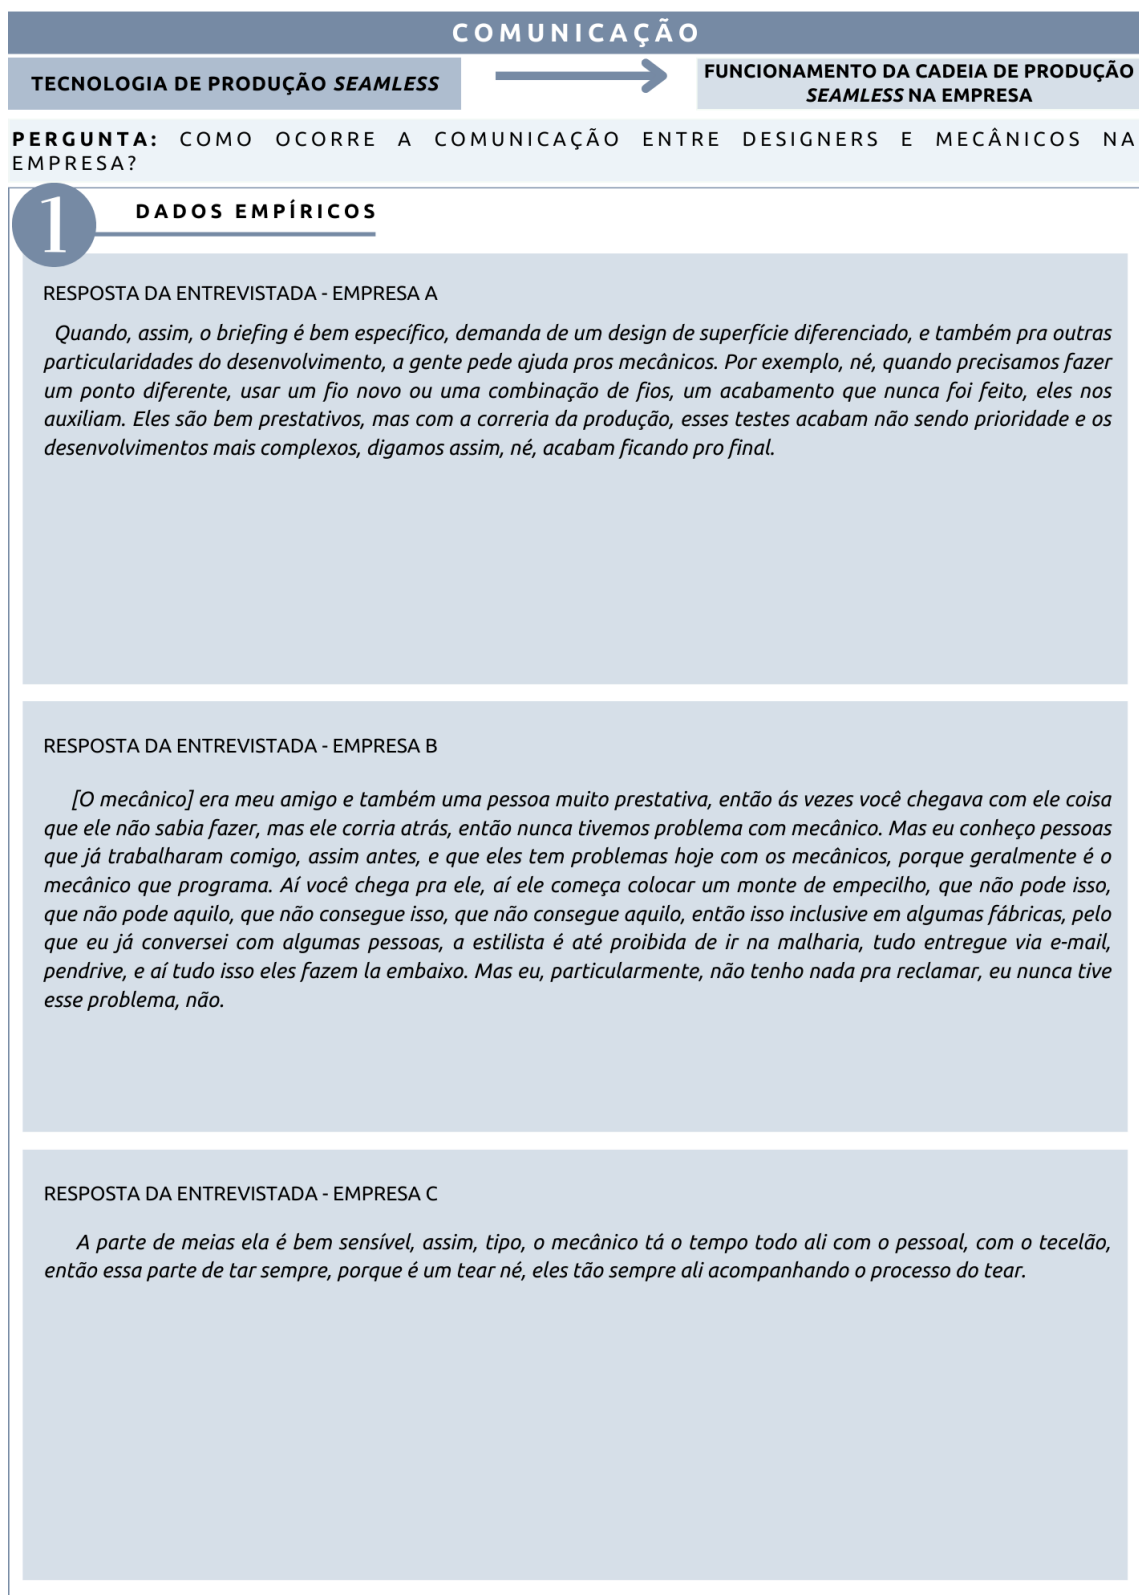 COMUNICAÇÃO
TECNOLOGIA DE PRODUÇÃO SEAMLESS
FUNCIONAMENTO DA CADEIA DE PRODUÇÃO
SEAMLESS NA EMPRESA
PERGUNTA: COMO OCORRE A COMUNICAÇÃO ENTRE DESIGNERS E MECÂNICOS NA
EMPRESA?
1
DADOS EMPÍRICOS
RESPOSTA DA ENTREVISTADA - EMPRESA A
Quando, assim, o briefing é bem específico, demanda de um design de superfície diferenciado, e também pra outras
particularidades do desenvolvimento, a gente pede ajuda pros mecânicos. Por exemplo, né, quando precisamos fazer
um ponto diferente, usar um fio novo ou uma combinação de fios, um acabamento que nunca foi feito, eles nos
auxiliam. Eles são bem prestativos, mas com a correria da produção, esses testes acabam não sendo prioridade e os
desenvolvimentos mais complexos, digamos assim, né, acabam ficando pro final.
RESPOSTA DA ENTREVISTADA - EMPRESA B
[O mecânico] era meu amigo e também uma pessoa muito prestativa, então ás vezes você chegava com ele coisa
que ele não sabia fazer, mas ele corria atrás, então nunca tivemos problema com mecânico. Mas eu conheço pessoas
que já trabalharam comigo, assim antes, e que eles tem problemas hoje com os mecânicos, porque geralmente é o
mecânico que programa. Aí você chega pra ele, aí ele começa colocar um monte de empecilho, que não pode isso,
que não pode aquilo, que não consegue isso, que não consegue aquilo, então isso inclusive em algumas fábricas, pelo
que eu já conversei com algumas pessoas, a estilista é até proibida de ir na malharia, tudo entregue via e-mail,
pendrive, e aí tudo isso eles fazem la embaixo. Mas eu, particularmente, não tenho nada pra reclamar, eu nunca tive
esse problema, não.
RESPOSTA DA ENTREVISTADA - EMPRESA C
A parte de meias ela é bem sensível, assim, tipo, o mecânico tá o tempo todo ali com o pessoal, com o tecelão,
então essa parte de tar sempre, porque é um tear né, eles tão sempre ali acompanhando o processo do tear.